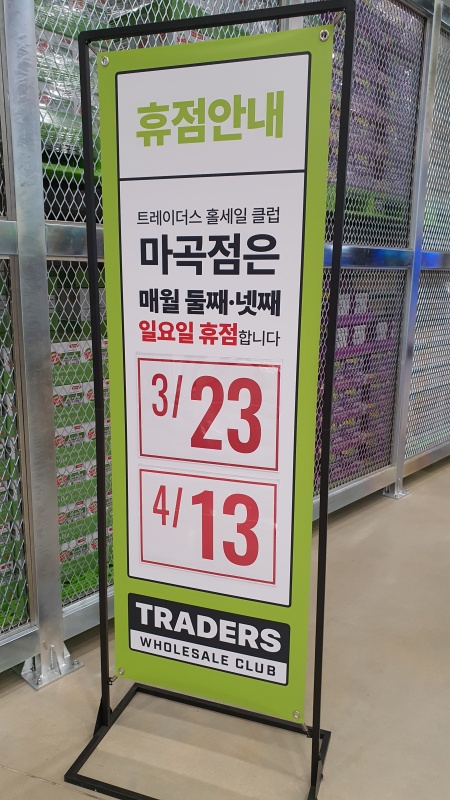 휴점안내
트레이더스 홀세일 클럽
마곡점은
매월 둘째·넷째
일요일 휴점합니다
3/23
4/13
TRADERS
WHOLESALE CLUB